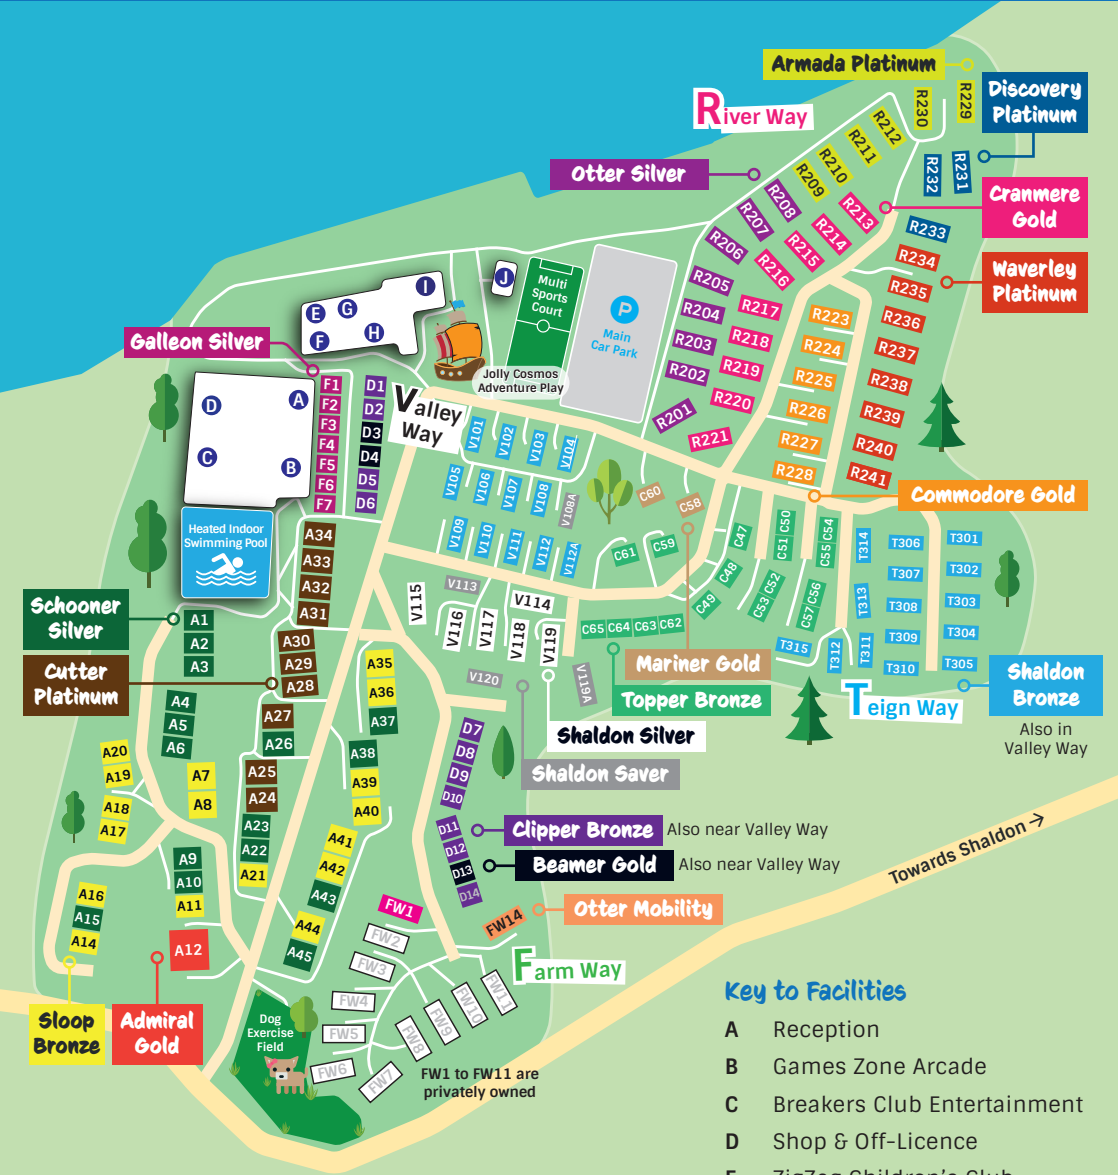 Armada Platinum
R230
R229
Discovery
Platinum
River Way
R212
R211
R210
R209
Otter Silver
R232
R231
Cranmere
Gold
R208
R207
R206
R205
R204
R203
R202
R201
R213
R214
R215
R216
R217
R218
R219
R220
R221
R233
R234
R235
R236
R237
R238
R239
R240
R241
Waverley
Platinum
R223
R224
R225
R226
R227
R228
Commodore Gold
I
J
E
G
F
H
Multi
Sports
Court
P
Main
Car Park
Jolly Cosmos
Adventure Play
Galleon Silver
D
A
C
B
F1
F2
F3
F4
F5
F6
F7
D1
D2
D3
D4
D5
D6
Valley
Way
V101
V102
V103
V104
V105
V106
V107
V108
V108A
V109
V110
V111
V112
V112A
V113
V114
V115
V116
V117
V118
V119
V119A
V120
C60
C58
C61
C59
C47
C48
C49
C51 C50
C53 C52
C55 C54
C57 C56
C65 C64 C63 C62
T314
T313
T312
T311
T315
T306
T307
T308
T309
T310
T301
T302
T303
T304
T305
Heated Indoor
Swimming Pool
Schooner
Silver
Cutter
Platinum
A34
A33
A32
A31
A30
A29
A28
A27
A26
A25
A24
A23
A22
A21
A1
A2
A3
A4
A5
A6
A7
A8
A20
A19
A18
A17
A9
A10
A11
A12
A16
A15
A14
A35
A36
A37
A38
A39
A40
A41
A42
A43
A44
A45
Mariner Gold
Topper Bronze
Shaldon Silver
Shaldon Saver
Teign Way
Shaldon
Bronze
Also in
Valley Way
D7
D8
D9
D10
D11
D12
D13
D14
Clipper Bronze Also near Valley Way
Beamer Gold Also near Valley Way
Otter Mobility
Towards Shaldon
FW14
Farm Way
FW1
FW2
FW3
FW4
FW5
FW6
FW7
FW8
FW9
FW10
FW11
FW1 to FW11 are
privately owned
Sloop
Bronze
Admiral
Gold
Dog
Exercise
Field
Key to Facilities
A Reception
B Games Zone Arcade
C Breakers Club Entertainment
D Shop & Off-Licence